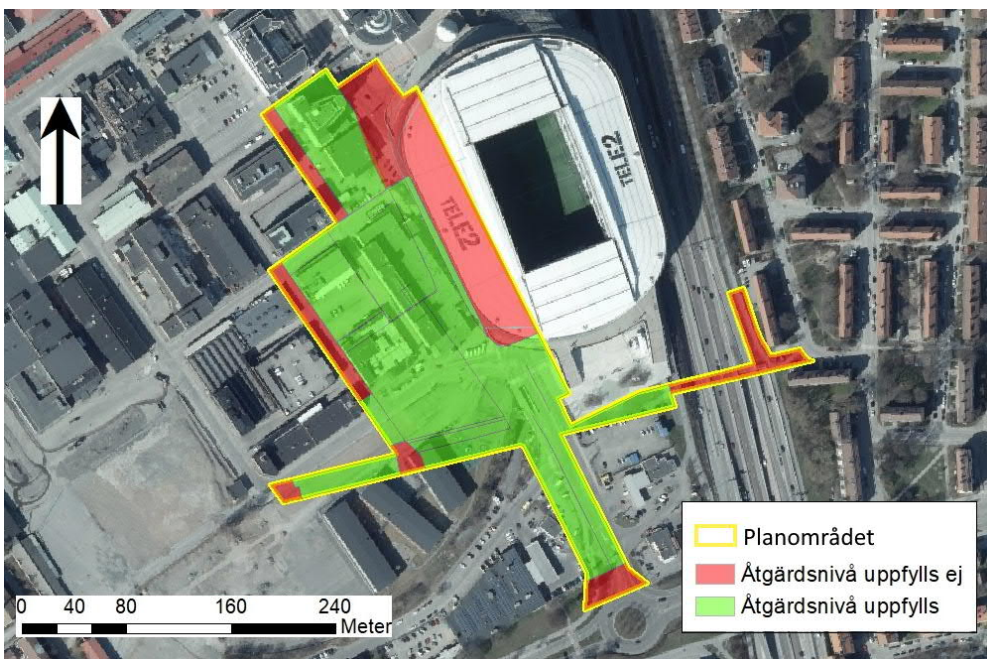 TELE2
TELE2
Planområdet
Åtgärdsnivå uppfylls ej
Åtgärdsnivå uppfylls
0 40 80 160 240
Meter